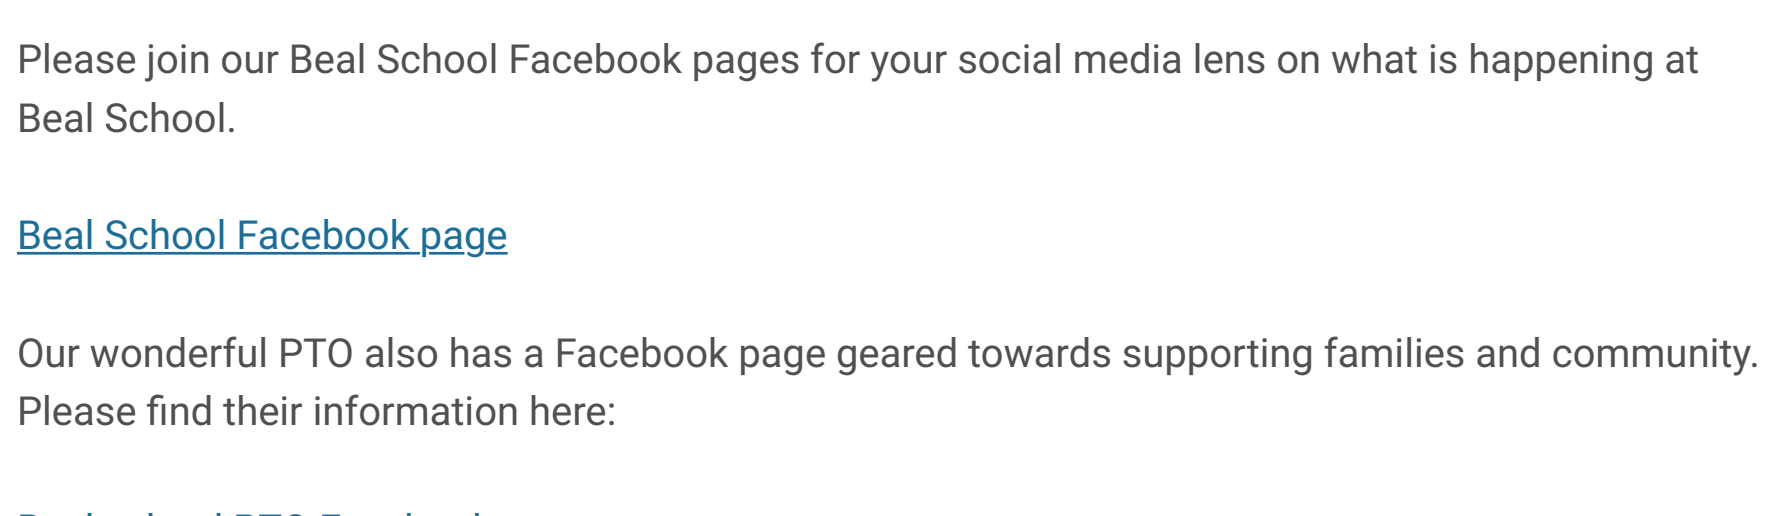 Please join our Beal School Facebook pages for your social media lens on what is happening at
Beal School.
Beal School Facebook page
Our wonderful PTO also has a Facebook page geared towards supporting families and community.
Please find their information here: